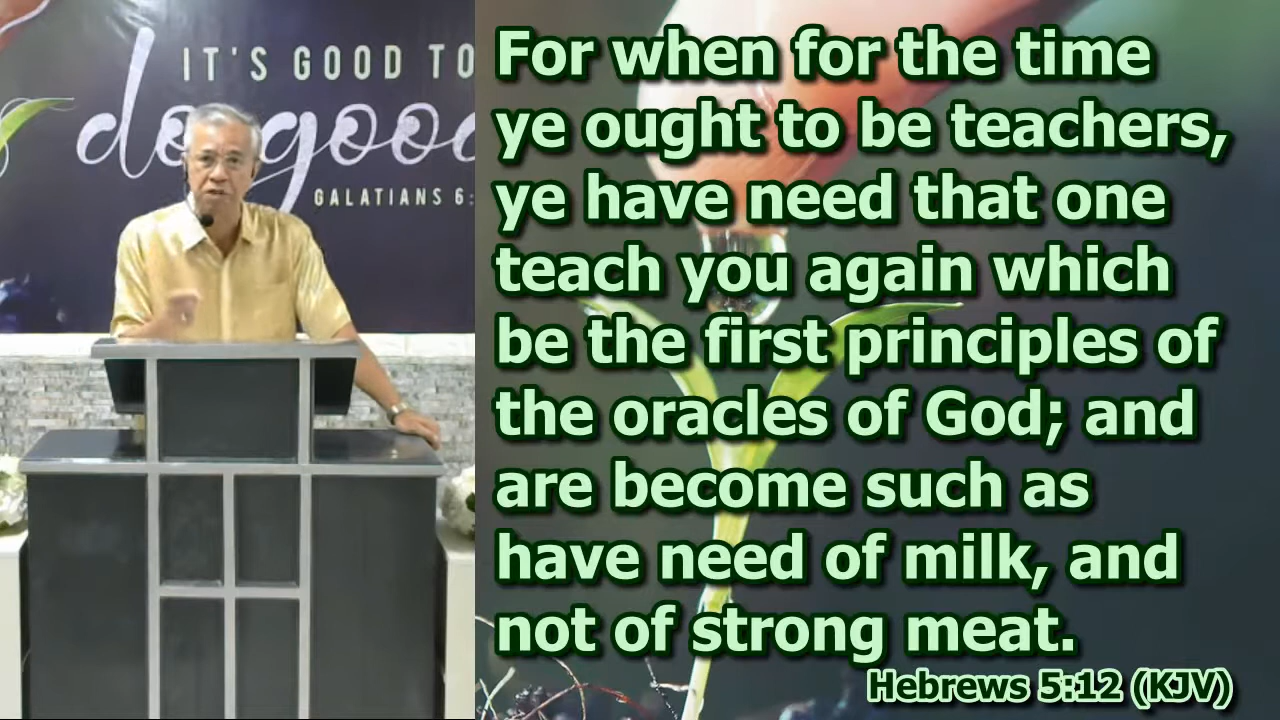 IT'S GOOD TO
do good
GALATIANS 6:
For when for the time
ye ought to be teachers,
ye have need that one
teach you again which
be the first principles of
the oracles of God; and
are become such as
have need of milk, and
not of strong meat.
Hebrews 5:12 (KJV)